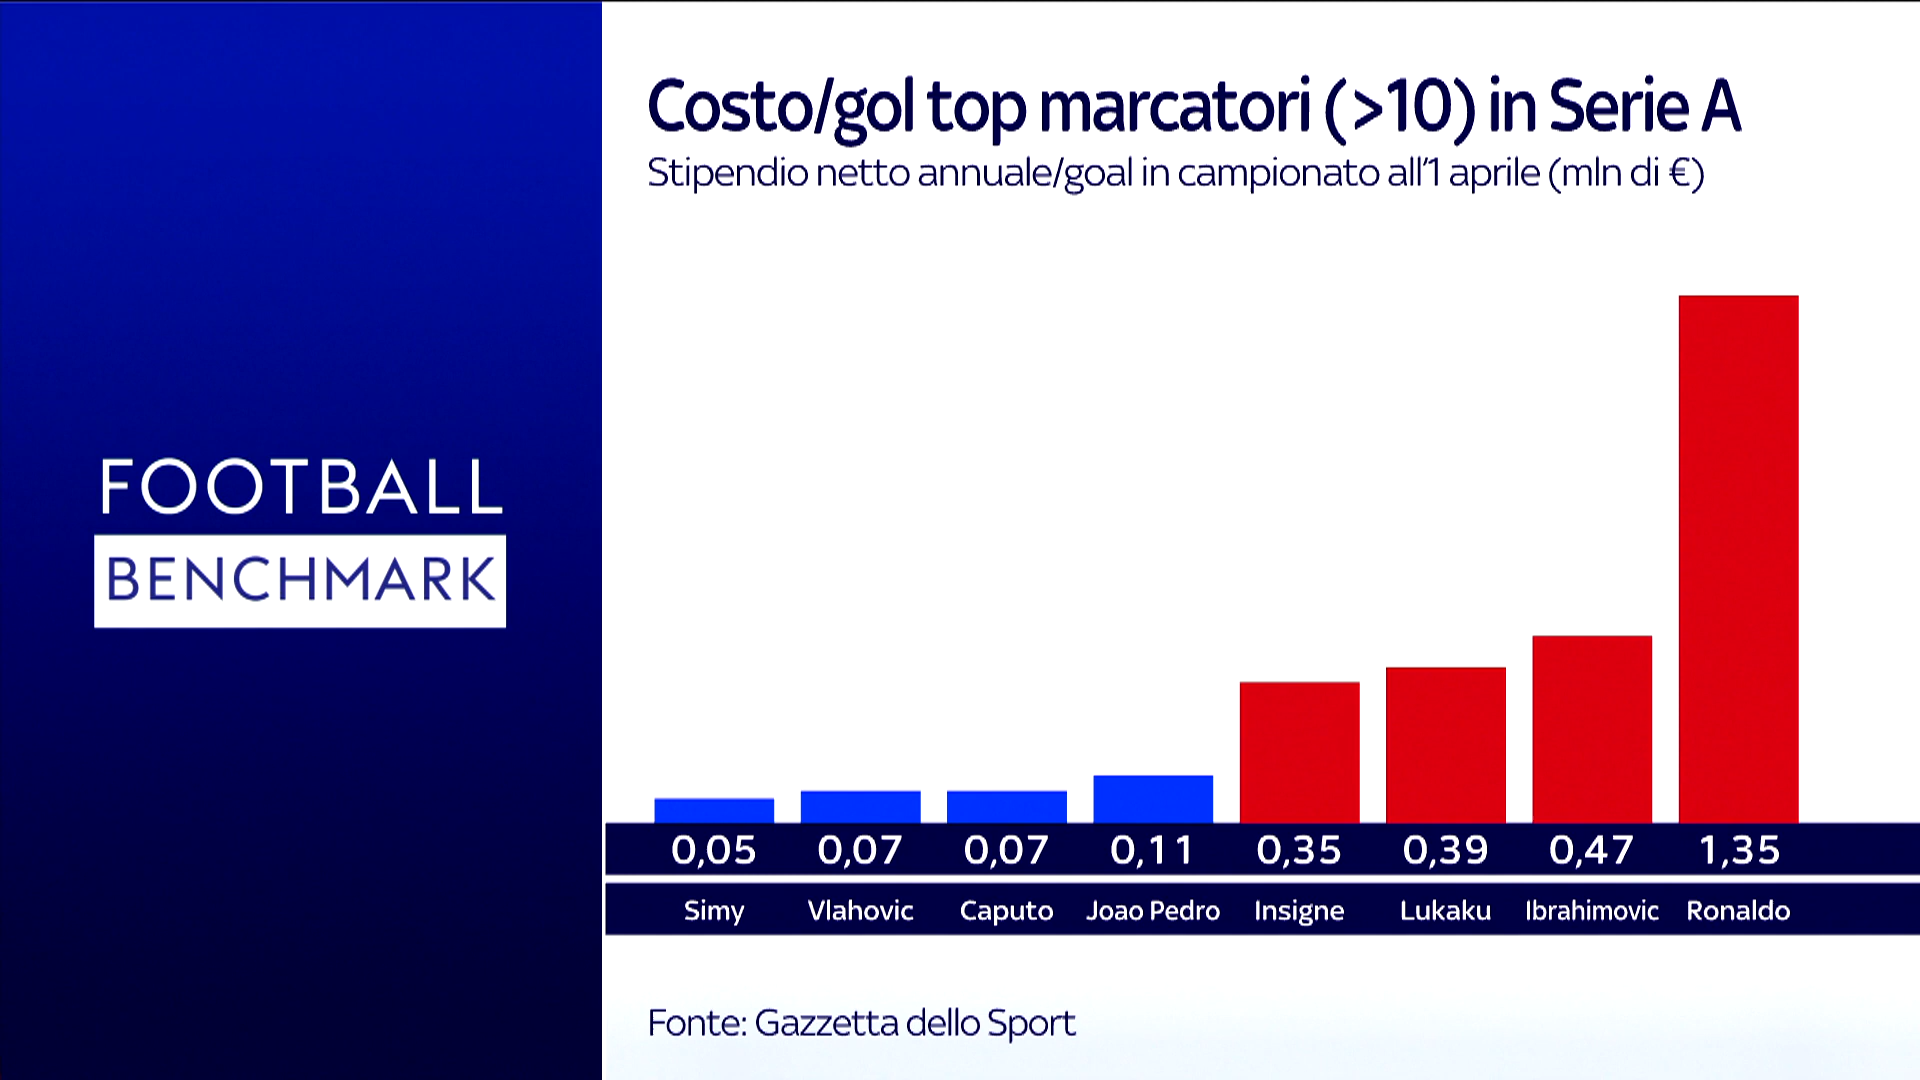 FOOTBALL
BENCHMARK
Costo/gol top marcatori (>10) in Serie A
Stipendio netto annuale/goal in campionato all'1 aprile (mln di €)
0,05 0,07 0,07 0,11 0,35 0,39 0,47 1,35
Simy Vlahovic Caputo Joao Pedro Insigne Lukaku Ibrahimovic Ronaldo
Fonte: Gazzetta dello Sport